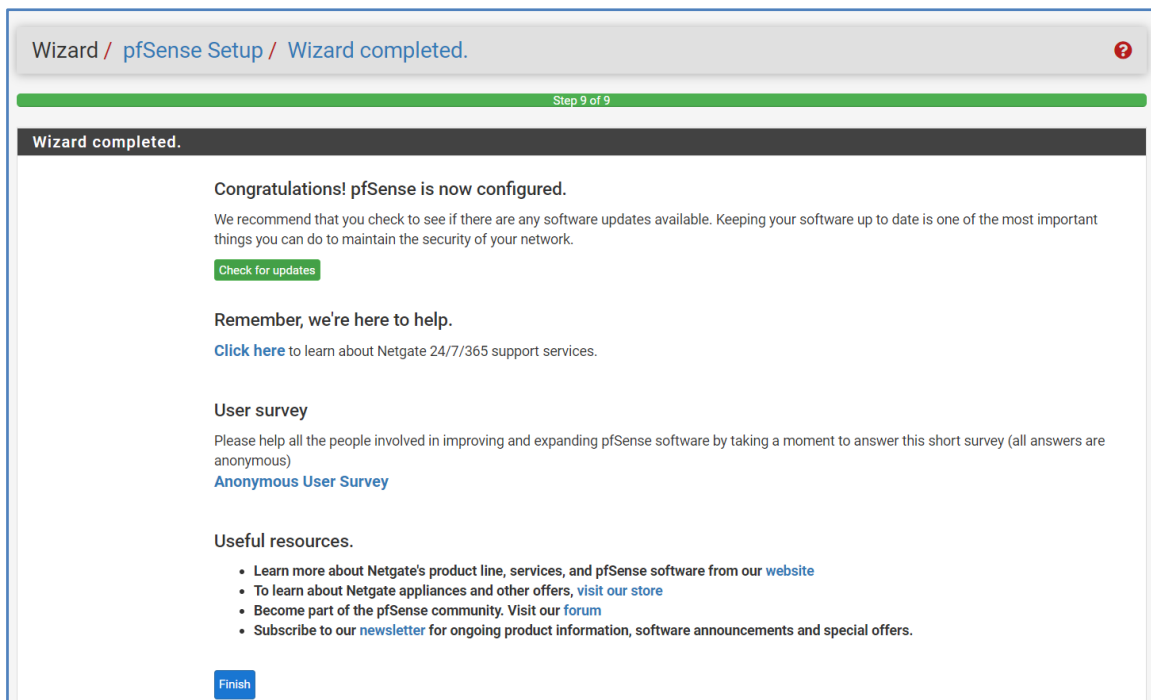 Wizard / pfSense Setup / Wizard completed.
Step 9 of 9
Wizard completed.
Congratulations! pfSense is now configured.
We recommend that you check to see if there are any software updates available. Keeping your software up to date is one of the most important
things you can do to maintain the security of your network.
Check for updates
Remember, we're here to help.
Click here to learn about Netgate 24/7/365 support services.
User survey
Please help all the people involved in improving and expanding pfSense software by taking a moment to answer this short survey (all answers are
anonymous)
Anonymous User Survey
Useful resources.
• Learn more about Netgate's product line, services, and pfSense software from our website
• To learn about Netgate appliances and other offers, visit our store
• Become part of the pfSense community. Visit our forum
• Subscribe to our newsletter for ongoing product information, software announcements and special offers.
Finish